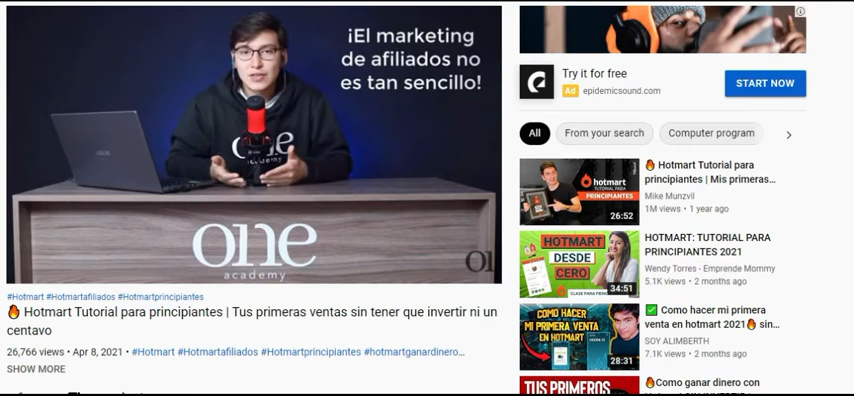 ¡El marketing
de afiliados no
es tan sencillo!
ASUS
one
academy
one
academy
#Hotmart #Hotmartafiliados #Hotmartprincipiantes
🔥 Hotmart Tutorial para principiantes | Tus primeras ventas sin tener que invertir ni un
centavo
26,766 views • Apr 8, 2021 • #Hotmart #Hotmartafiliados #Hotmartprincipiantes #hotmartganardinero...
SHOW MORE
Try it for free
Ad epidemicsound.com
START NOW
All
From your search
Computer program
hotmart
TUTORIAL PARA
PRINCIPIANTES
26:52
🔥 Hotmart Tutorial para
principiantes | Mis primeras...
Mike Munzvil
1M views • 1 year ago
HOTMART
DESDE
CERO
34:51
HOTMART: TUTORIAL PARA
PRINCIPIANTES 2021
Wendy Torres - Emprende Mommy
5.1K views • 2 months ago
COMO HACER
MI PRIMERA VENTA
EN HOTMART
28:31
✅ Como hacer mi primera
venta en hotmart 2021🔥 sin...
SOY ALIMBERTH
7.1K views • 2 months ago
TUS PRIMEROS
🔥Como ganar dinero con